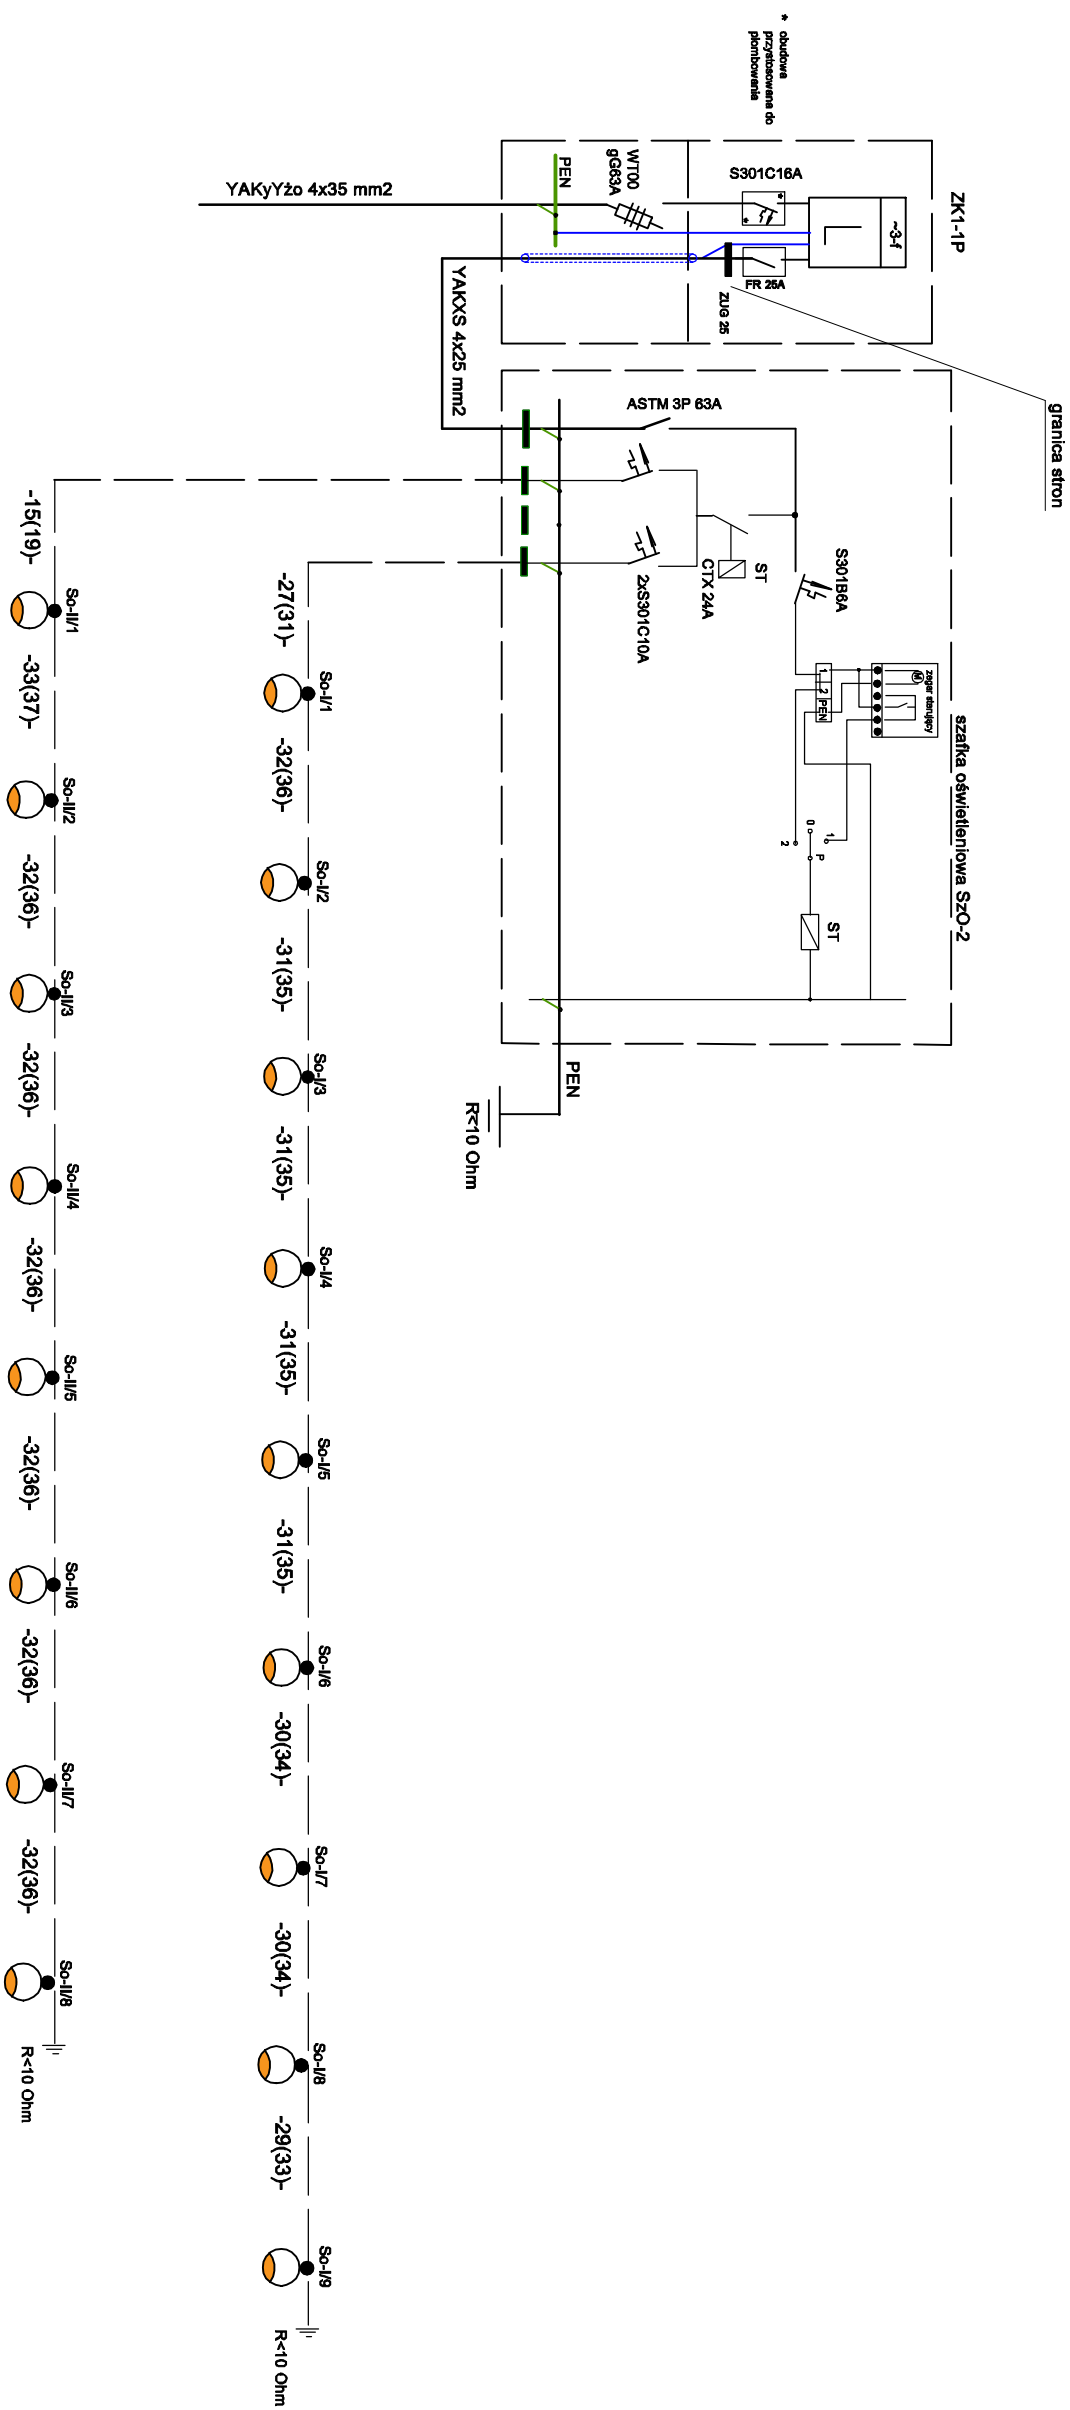 * obudowa
przystosowana do
plombowania
ZK1-1P
S301C16A
*
*
~3-f
WT00
gG63A
PEN
YAKyYżo 4x35 mm2
FR 25A
ZUG 25
YAKXS 4x25 mm2
granica stron
ASTM 3P 63A
S301B6A
ST
CTX 24A
2xS301C10A
szafka oświetleniowa SzO-2
zegar sterujący
M
1
2
PEN
0
1
2
P
ST
PEN
R<10 Ohm
-27(31)-
So-I/1
-32(36)-
So-I/2
-31(35)-
So-I/3
-31(35)-
So-I/4
-31(35)-
So-I/5
-31(35)-
So-I/6
-30(34)-
So-I/7
-30(34)-
So-I/8
-29(33)-
So-I/9
R<10 Ohm
-15(19)-
So-II/1
-33(37)-
So-II/2
-32(36)-
So-II/3
-32(36)-
So-II/4
-32(36)-
So-II/5
-32(36)-
So-II/6
-32(36)-
So-II/7
-32(36)-
So-II/8
R<10 Ohm